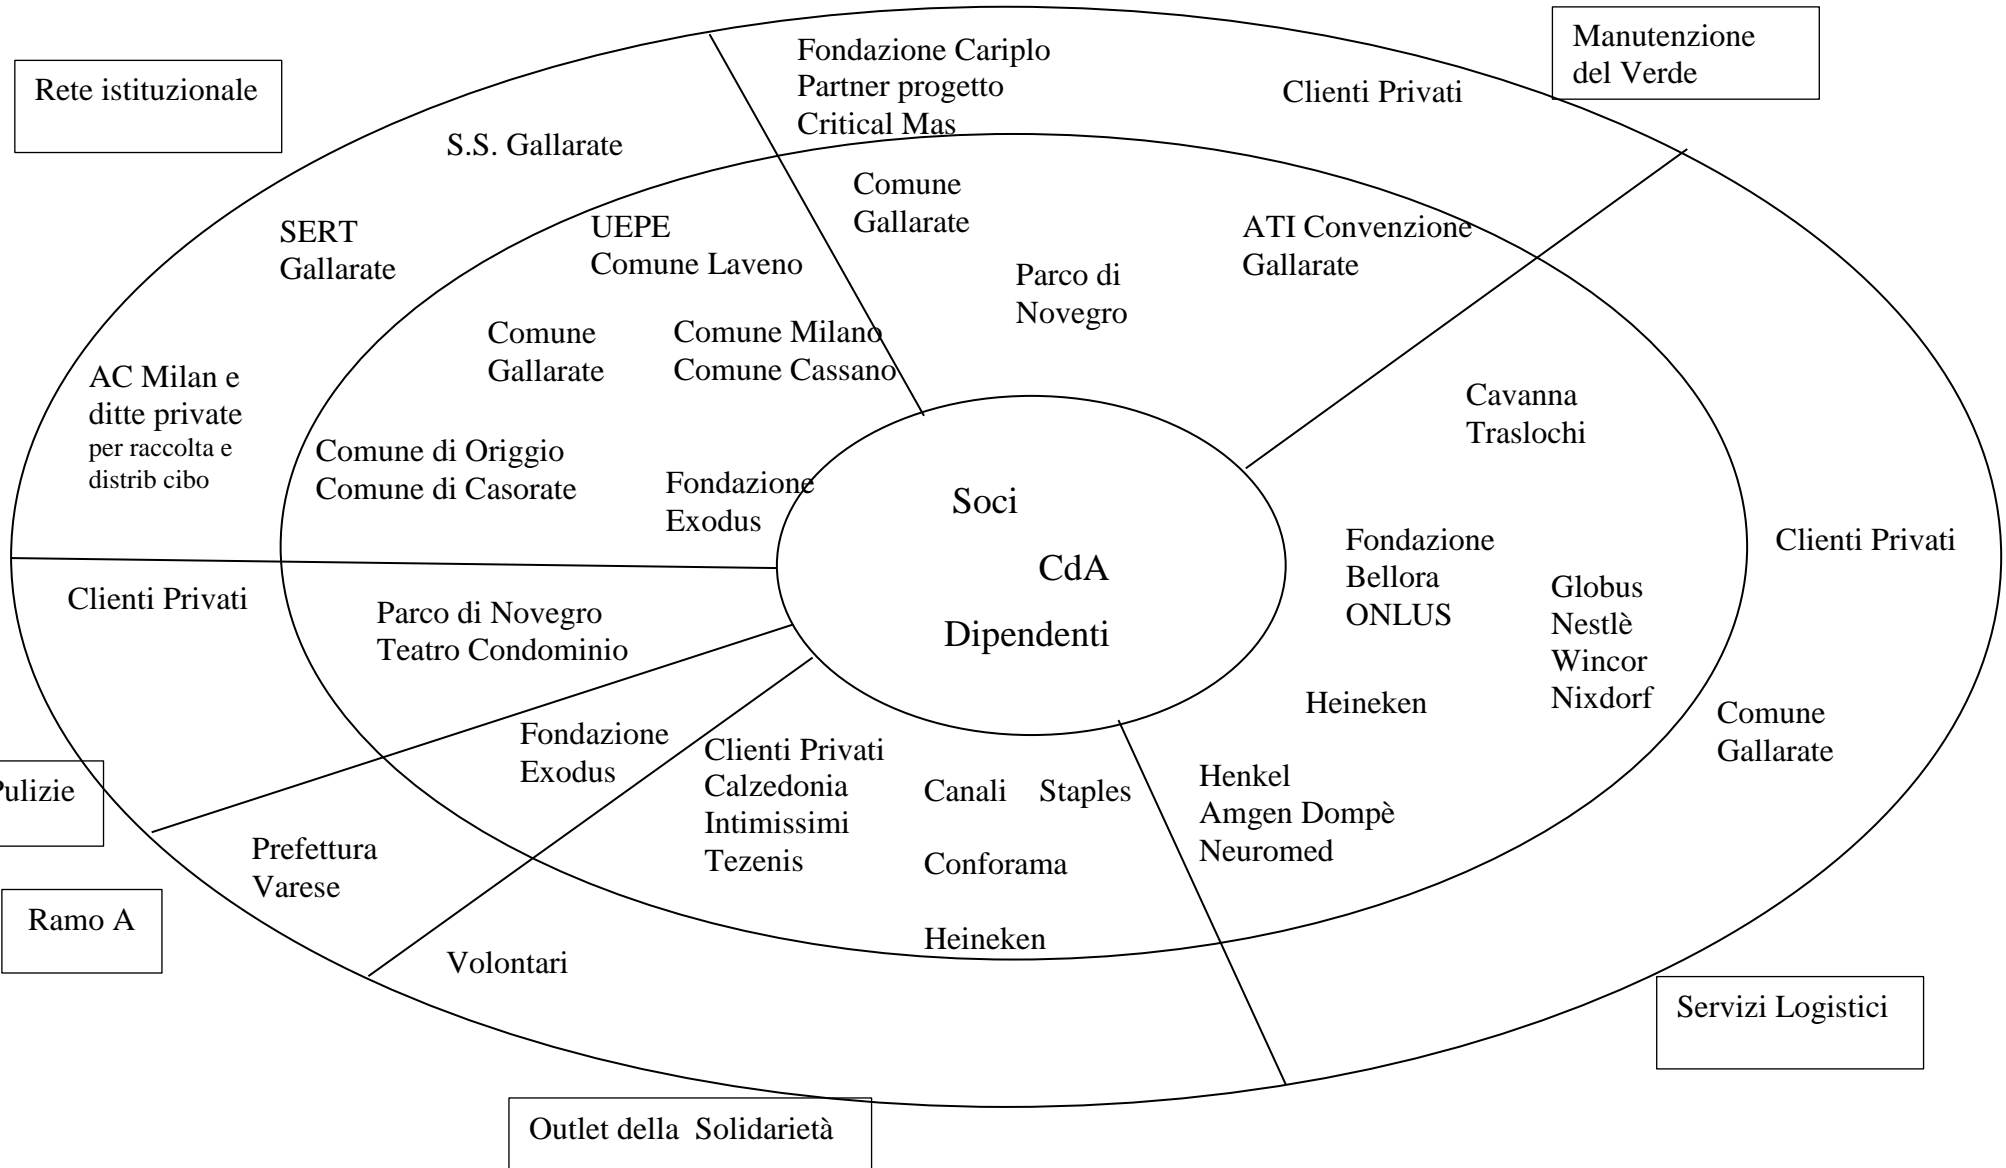 Rete istituzionale
Fondazione Cariplo
Partner progetto
Critical Mas
Clienti Privati
Manutenzione
del Verde
S.S. Gallarate
SERT
Gallarate
UEPE
Comune Laveno
Comune
Gallarate
ATI Convenzione
Gallarate
Parco di
Novegro
Comune
Gallarate
Comune Milano
Comune Cassano
AC Milan e
ditte private
per raccolta e
distrib cibo
Comune di Origgio
Comune di Casorate
Fondazione
Exodus
Cavanna
Traslochi
Soci
CdA
Dipendenti
Fondazione
Bellora
ONLUS
Globus
Nestlè
Wincor
Nixdorf
Clienti Privati
Clienti Privati
Parco di Novegro
Teatro Condominio
Heineken
Comune
Gallarate
Fondazione
Exodus
Clienti Privati
Calzedonia
Intimissimi
Tezenis
Canali Staples
Conforama
Heineken
Henkel
Amgen Dompè
Neuromed
ulizie
Prefettura
Varese
Ramo A
Volontari
Servizi Logistici
Outlet della Solidarietà